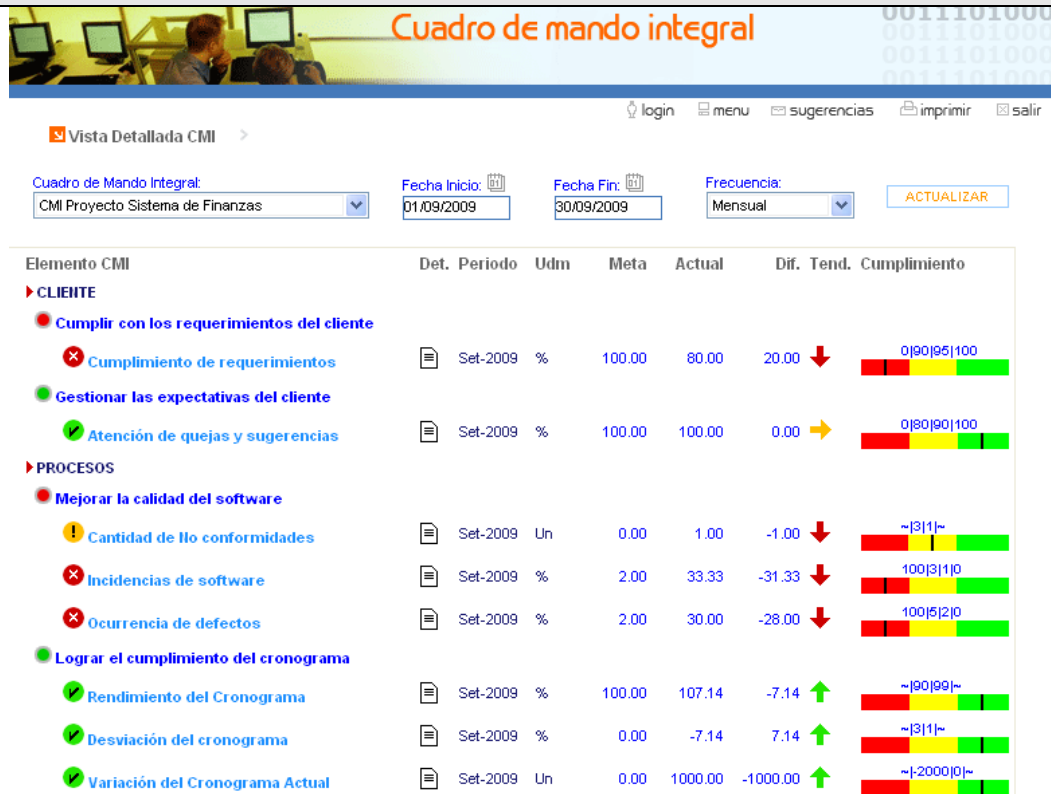 Cuadro de mando integral
0011101000
0011101000
0011101000
0011101000
login menu sugerencias imprimir salir
Vista Detallada CMI >
Cuadro de Mando Integral: Fecha Inicio: 01 Fecha Fin: 01 Frecuencia:
CMI Proyecto Sistema de Finanzas 01/09/2009 30/09/2009 Mensual ACTUALIZAR
Elemento CMI Det. Periodo Udm Meta Actual Dif. Tend. Cumplimiento
CLIENTE
Cumplir con los requerimientos del cliente
Cumplimiento de requerimientos Set-2009 % 100.00 80.00 20.00 0|90|95|100
Gestionar las expectativas del cliente
Atención de quejas y sugerencias Set-2009 % 100.00 100.00 0.00 0|80|90|100
PROCESOS
Mejorar la calidad del software
Cantidad de No conformidades Set-2009 Un 0.00 1.00 -1.00 ~|3|1|~
Incidencias de software Set-2009 % 2.00 33.33 -31.33 100|3|1|0
Ocurrencia de defectos Set-2009 % 2.00 30.00 -28.00 100|5|2|0
Lograr el cumplimiento del cronograma
Rendimiento del Cronograma Set-2009 % 100.00 107.14 -7.14 ~|90|99|~
Desviación del cronograma Set-2009 % 0.00 -7.14 7.14 ~|3|1|~
Variación del Cronograma Actual Set-2009 Un 0.00 1000.00 -1000.00 ~|-2000|0|~